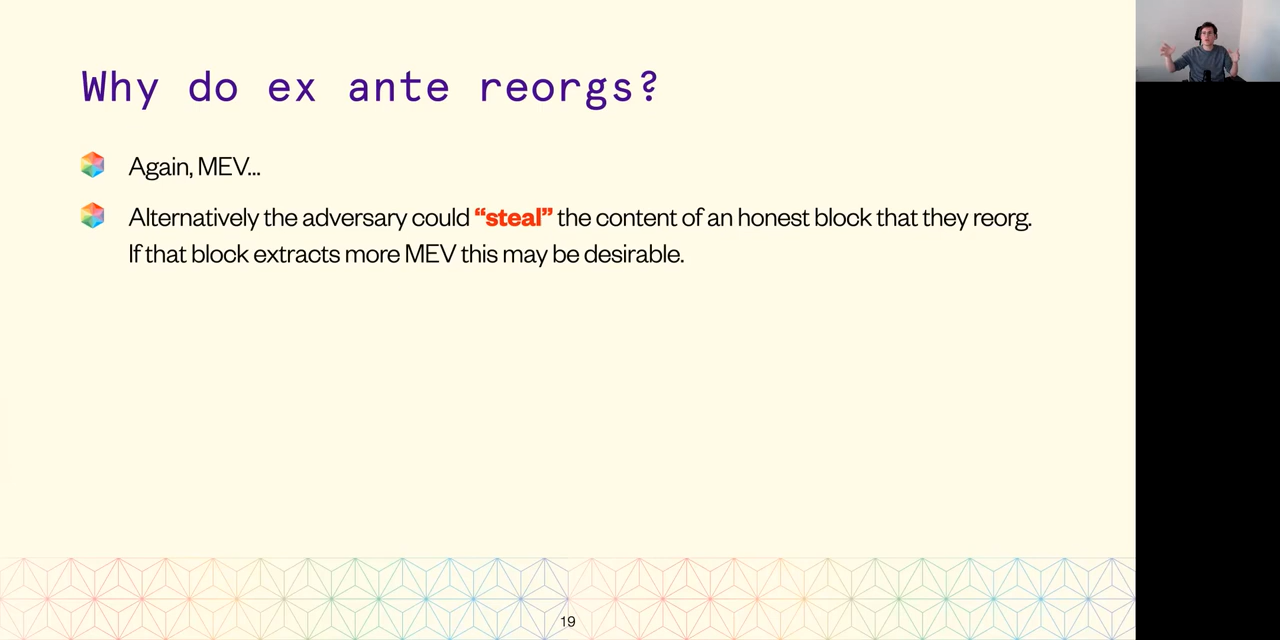 Why do ex ante reorgs?
Again, MEV...
Alternatively the adversary could “steal” the content of an honest block that they reorg.
If that block extracts more MEV this may be desirable.
19